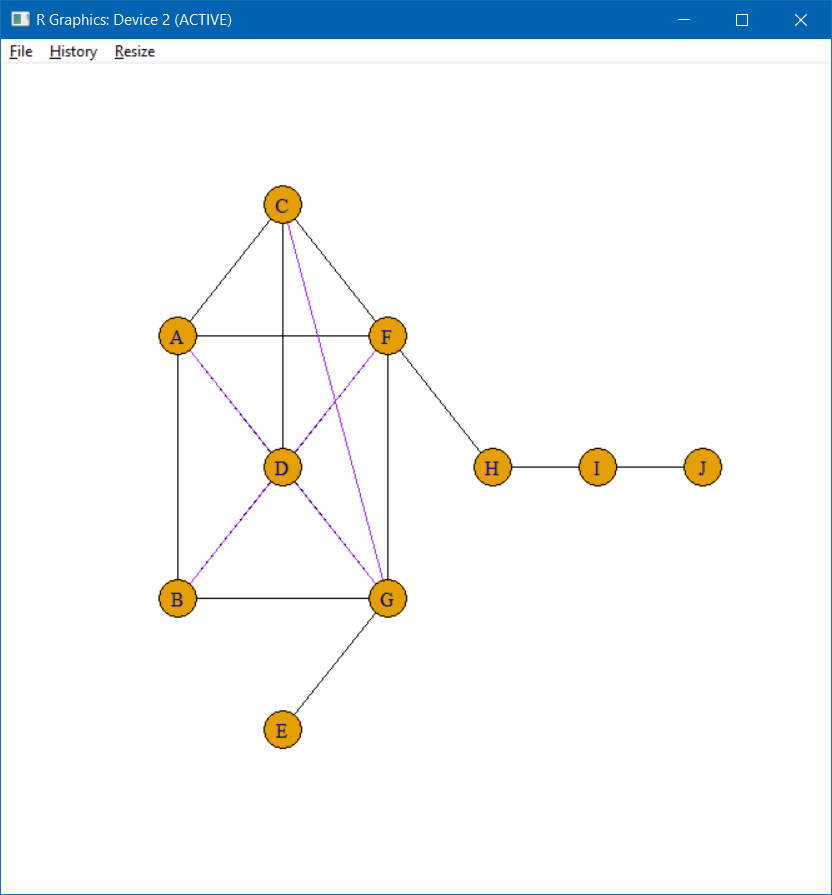 R Graphics: Device 2 (ACTIVE)
File History Resize
C
A F
D H I J
B G
E